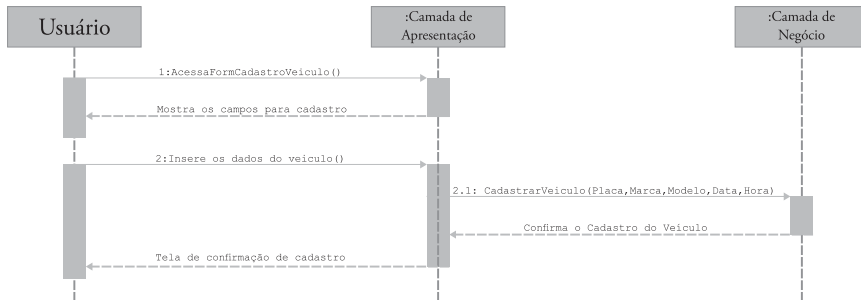 Usuário
:Camada de
Apresentação
:Camada de
Negócio
1:AcessaFormCadastroVeiculo()
Mostra os campos para cadastro
2:Insere os dados do veiculo()
2.1: CadastrarVeiculo(Placa,Marca,Modelo,Data,Hora)
Confirma o Cadastro do Veiculo
Tela de confirmação de cadastro